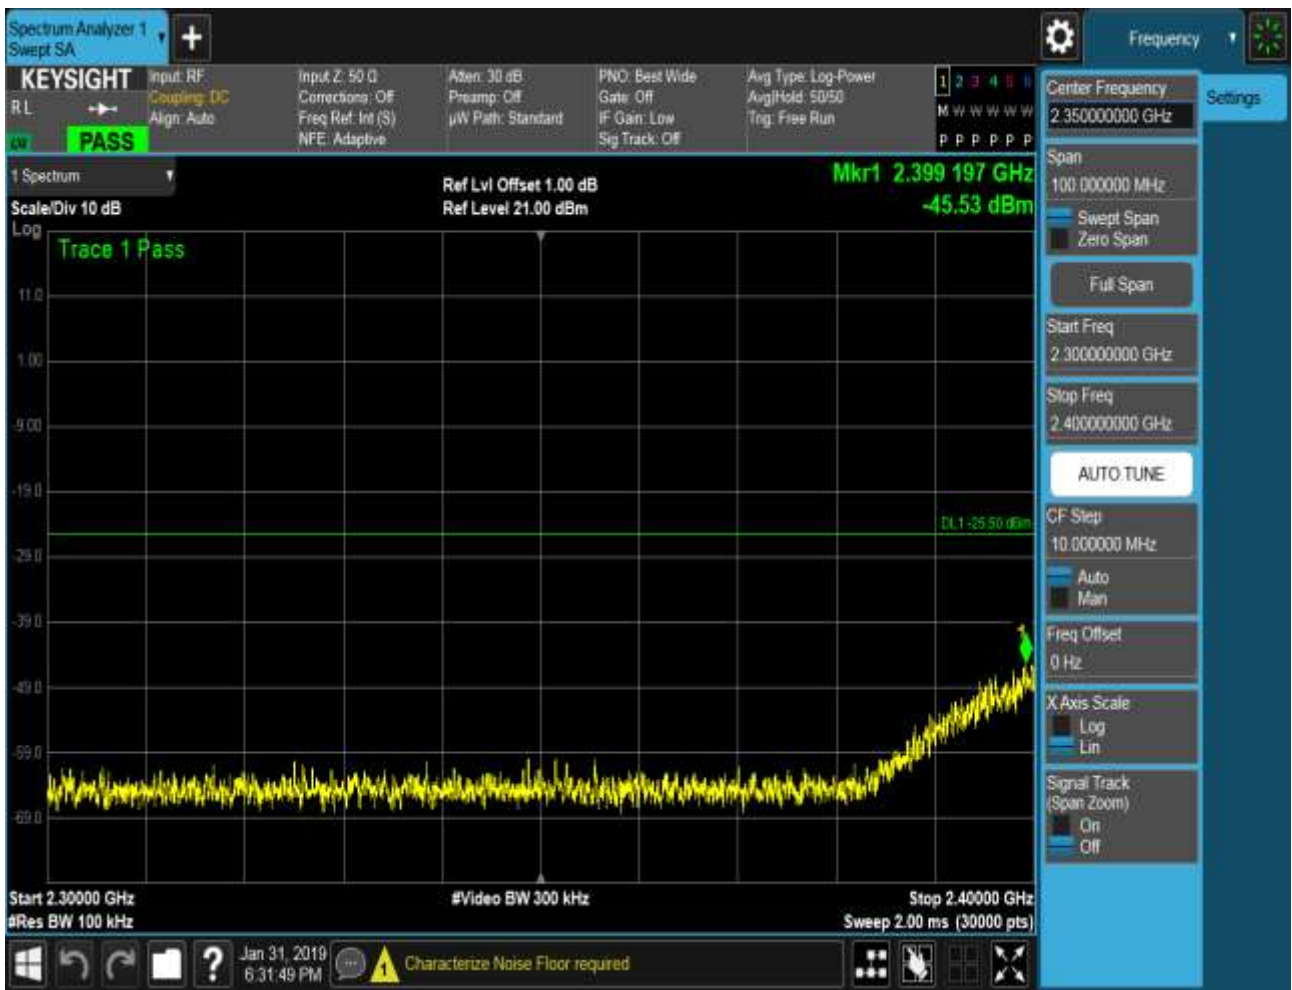 Spectrum Analyzer 1
Swept SA
+
Frequency
KEYSIGHT
R L
PASS
Input: RF
Coupling: DC
Align: Auto
Input Z: 50 Ω
Corrections: Off
Freq Ref: Int (S)
NFE: Adaptive
Atten: 30 dB
Preamp: Off
µW Path: Standard
PNO: Best Wide
Gate: Off
IF Gain: Low
Sig Track: Off
Avg Type: Log-Power
Avg|Hold: 50/50
Trig: Free Run
1 2 3 4 5 6
M W W W W W
P P P P P P
1 Spectrum
Scale/Div 10 dB
Log
Ref Lvl Offset 1.00 dB
Ref Level 21.00 dBm
Mkr1 2.399 197 GHz
-45.53 dBm
Trace 1 Pass
11.0
1.00
-9.00
-19.0
DL1 -25.50 dBm
-29.0
-39.0
1
-49.0
-59.0
-69.0
Start 2.30000 GHz
#Res BW 100 kHz
#Video BW 300 kHz
Stop 2.40000 GHz
Sweep 2.00 ms (30000 pts)
Center Frequency
2.350000000 GHz
Settings
Span
100.000000 MHz
Swept Span
Zero Span
Full Span
Start Freq
2.300000000 GHz
Stop Freq
2.400000000 GHz
AUTO TUNE
CF Step
10.000000 MHz
Auto
Man
Freq Offset
0 Hz
X Axis Scale
Log
Lin
Signal Track
(Span Zoom)
On
Off
?
Jan 31, 2019
6:31:49 PM
1
Characterize Noise Floor required